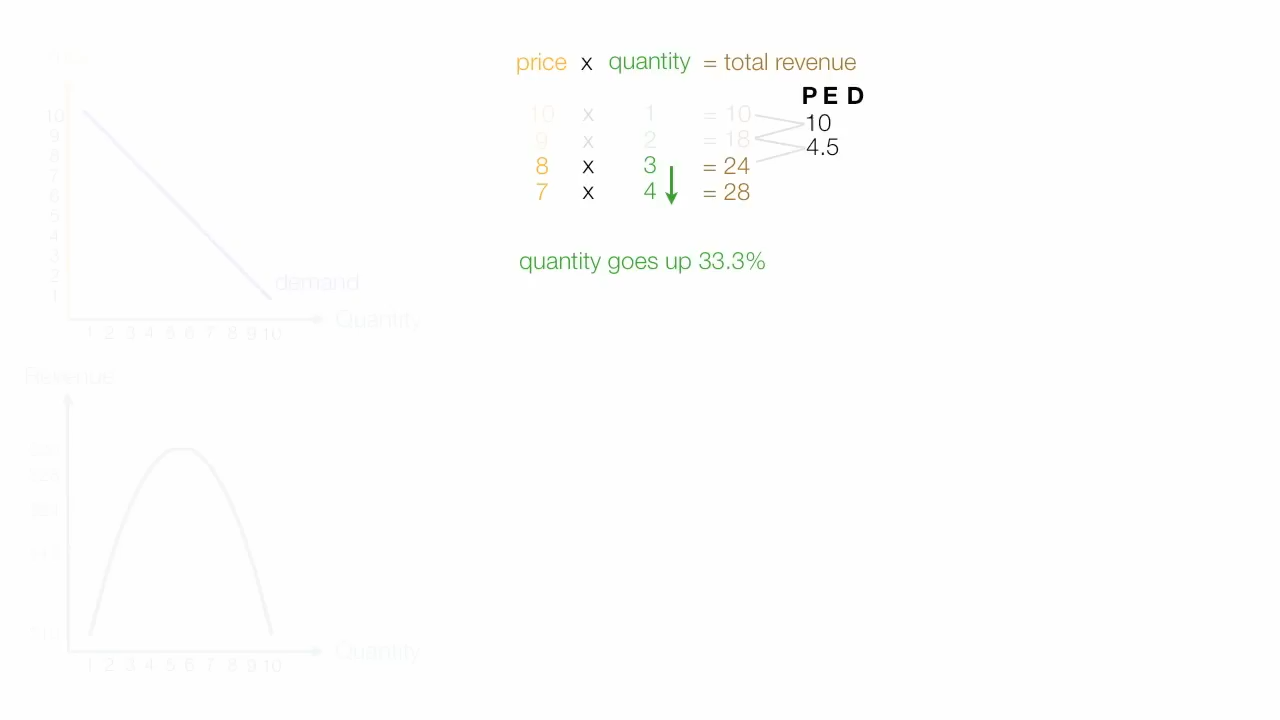 price x quantity = total revenue
PED
10 x 1 = 10
10
9 x 2 = 18
4.5
8 x 3 = 24
7 x 4 = 28
quantity goes up 33.3%
10
9
8
7
6
5
4
3
2
1
demand
1 2 3 4 5 6 7 8 9 10
Quantity
Revenue
1 2 3 4 5 6 7 8 9 10
Quantity